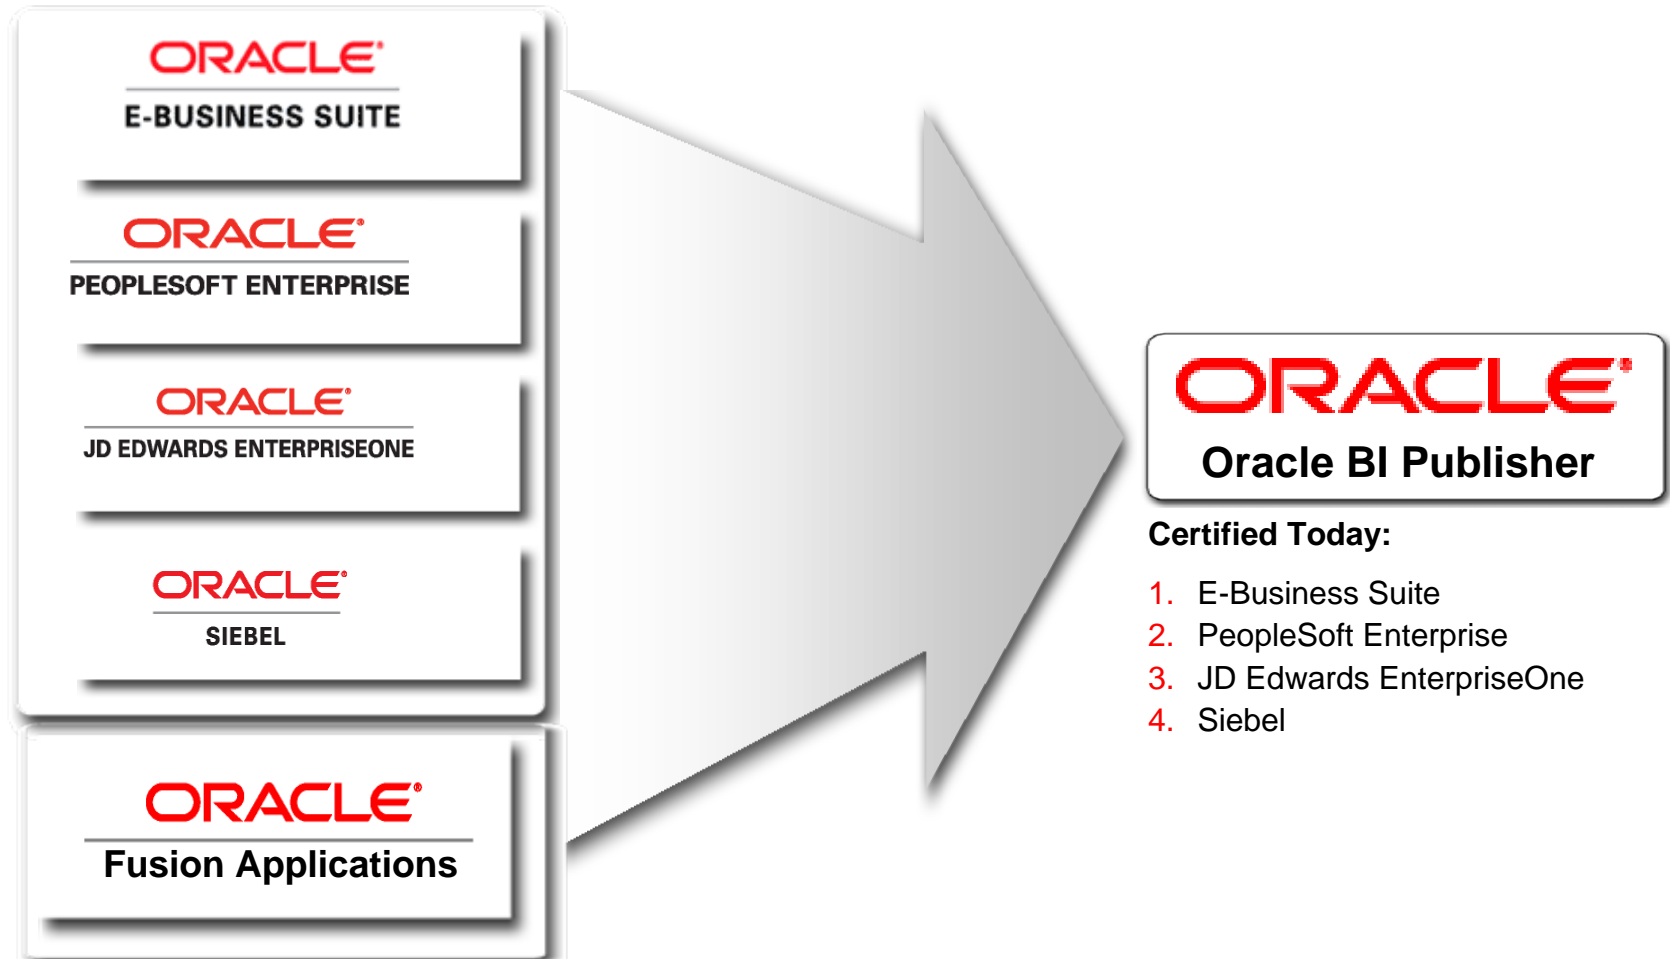 ORACLE®
E-BUSINESS SUITE
ORACLE®
PEOPLESOFT ENTERPRISE
ORACLE®
JD EDWARDS ENTERPRISEONE
ORACLE®
SIEBEL
ORACLE®
Fusion Applications
ORACLE®
Oracle BI Publisher
Certified Today:
1. E-Business Suite
2. PeopleSoft Enterprise
3. JD Edwards EnterpriseOne
4. Siebel